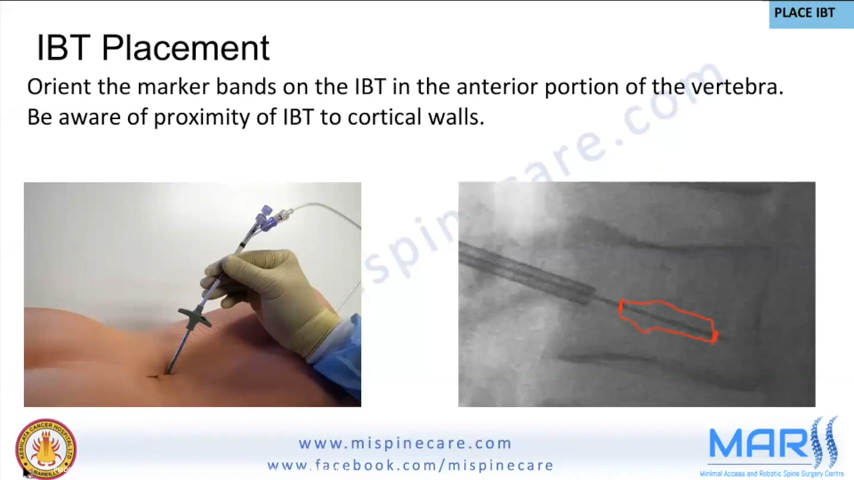 PLACE IBT
IBT Placement
Orient the marker bands on the IBT in the anterior portion of the vertebra.
Be aware of proximity of IBT to cortical walls.
www.mispinecare.com
www.facebook.com/mispinecare
MAR
Minimal Access and Robotic Spine Surgery Centre